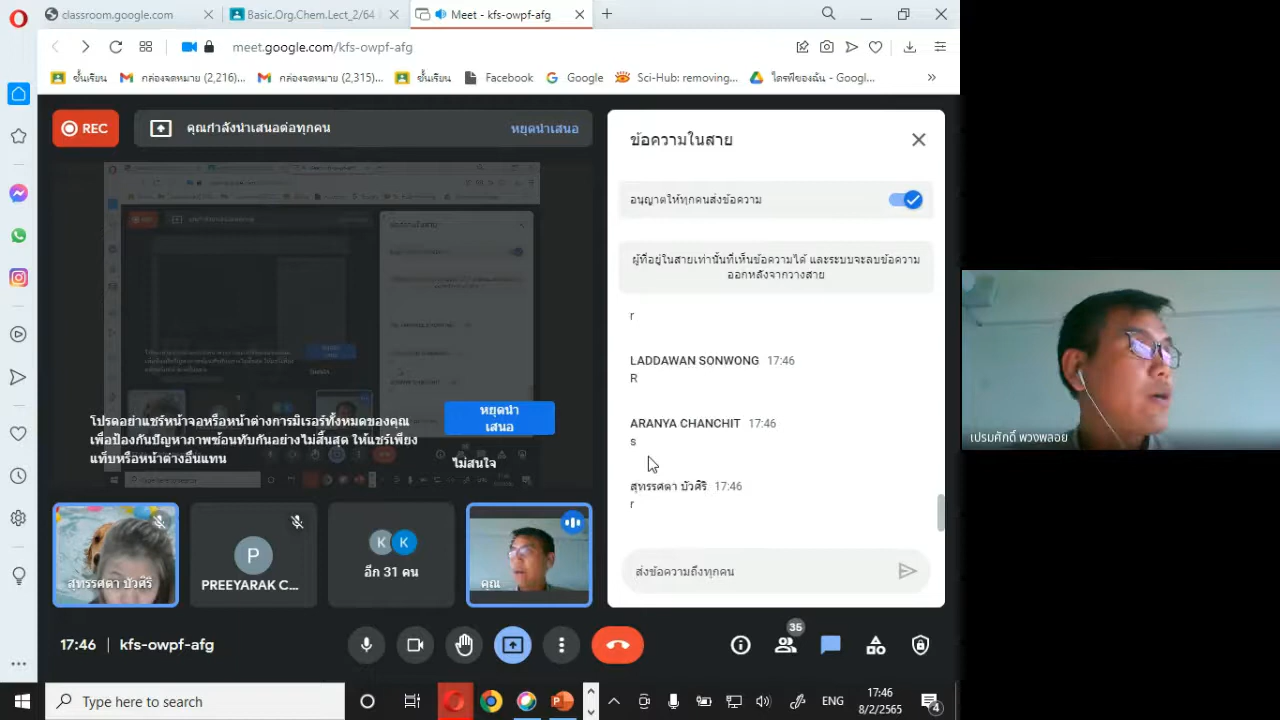 classroom.google.com
Basic.Org.Chem.Lect_2/64
Meet - kfs-owpf-afg
meet.google.com/kfs-owpf-afg
ชั้นเรียน
กล่องจดหมาย (2,216)...
กล่องจดหมาย (2,315)...
ชั้นเรียน
Facebook
Google
Sci-Hub: removing...
ไดรฟ์ของฉัน - Googl...
REC
คุณกำลังนำเสนอต่อทุกคน
หยุดนำเสนอ
ข้อความในสาย
อนุญาตให้ทุกคนส่งข้อความ
ผู้ที่อยู่ในสายเท่านั้นที่เห็นข้อความได้ และระบบจะลบข้อความ
ออกหลังจากวางสาย
r
LADDAWAN SONWONG 17:46
R
ARANYA CHANCHIT 17:46
s
สุทรรศตา บัวศิริ 17:46
r
ส่งข้อความถึงทุกคน
โปรดอย่าแชร์หน้าจอหรือหน้าต่างการมิเรอร์ทั้งหมดของคุณ
เพื่อป้องกันปัญหาภาพซ้อนทับกันอย่างไม่สิ้นสุด ให้แชร์เพียง
แท็บหรือหน้าต่างอื่นแทน
หยุดนำ
เสนอ
ไม่สนใจ
สุทรรศตา บัวศิริ
P
PREEYARAK C...
K K
อีก 31 คน
คุณ
เปรมศักดิ์ พวงพลอย
17:46 | kfs-owpf-afg
35
Type here to search
ENG
17:46
8/2/2565
4